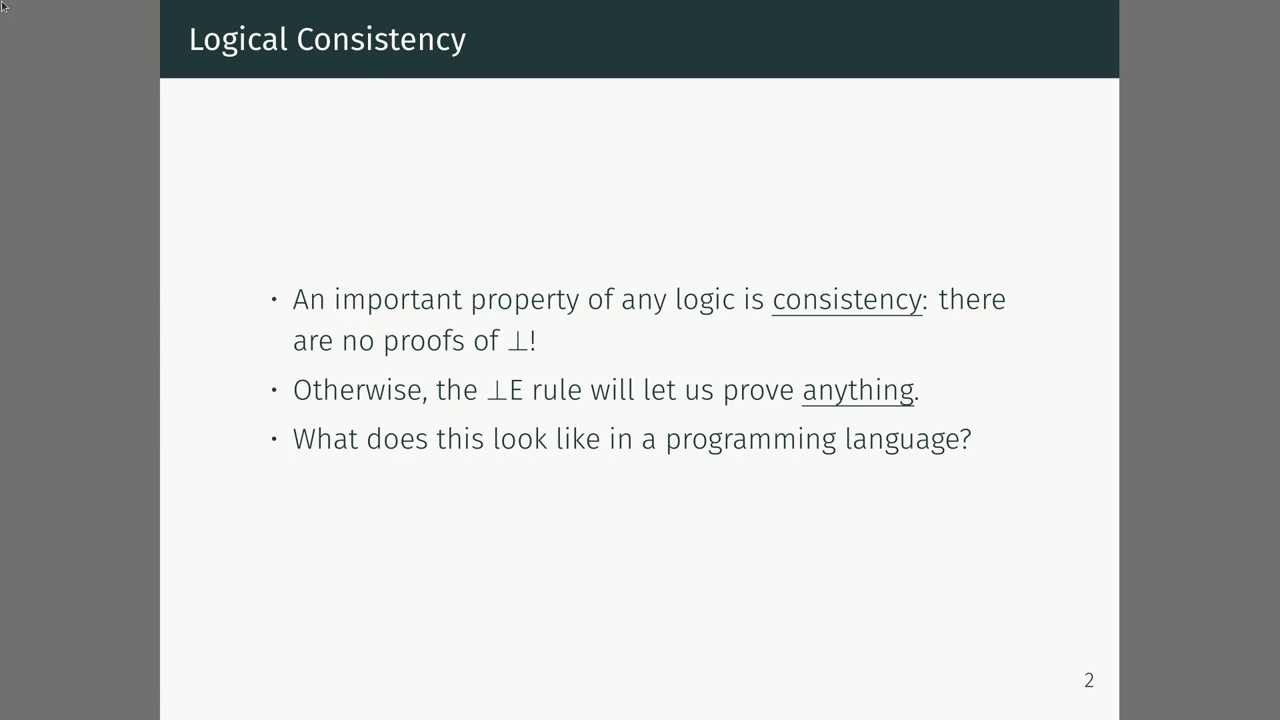 Logical Consistency
• An important property of any logic is consistency: there
are no proofs of ⊥!
• Otherwise, the ⊥E rule will let us prove anything.
• What does this look like in a programming language?
2